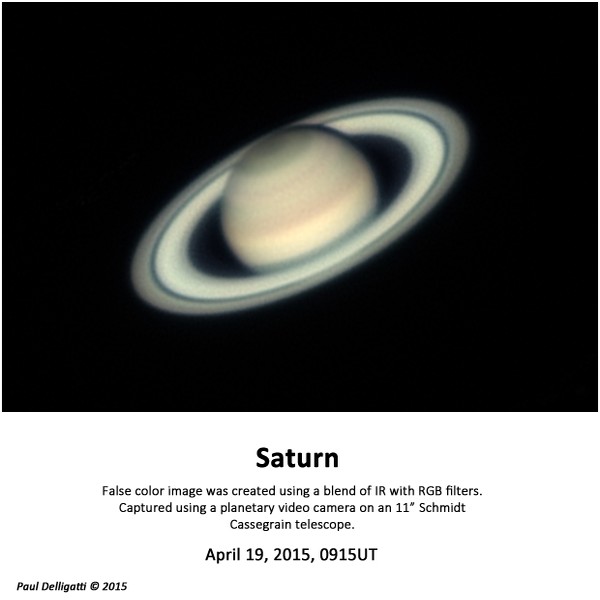 Saturn
False color image was created using a blend of IR with RGB filters.
Captured using a planetary video camera on an 11” Schmidt
Cassegrain telescope.
April 19, 2015, 0915UT
Paul Delligatti © 2015